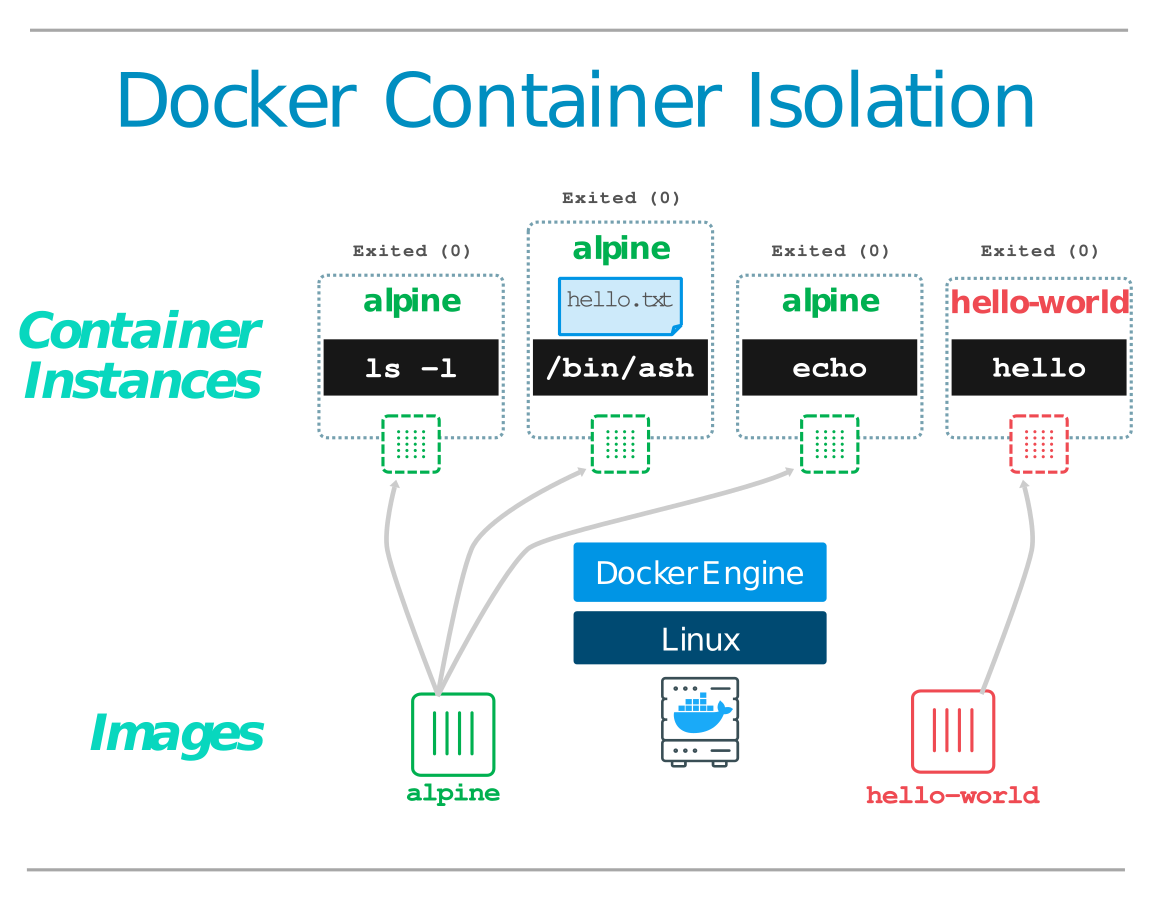 Docker Container Isolation
Exited (0)
Exited (0)
Exited (0)
Exited (0)
alpine
alpine
alpine
hello-world
hello.txt
Container
Instances
ls -l
/bin/ash
echo
hello
Docker Engine
Linux
Images
alpine
hello-world